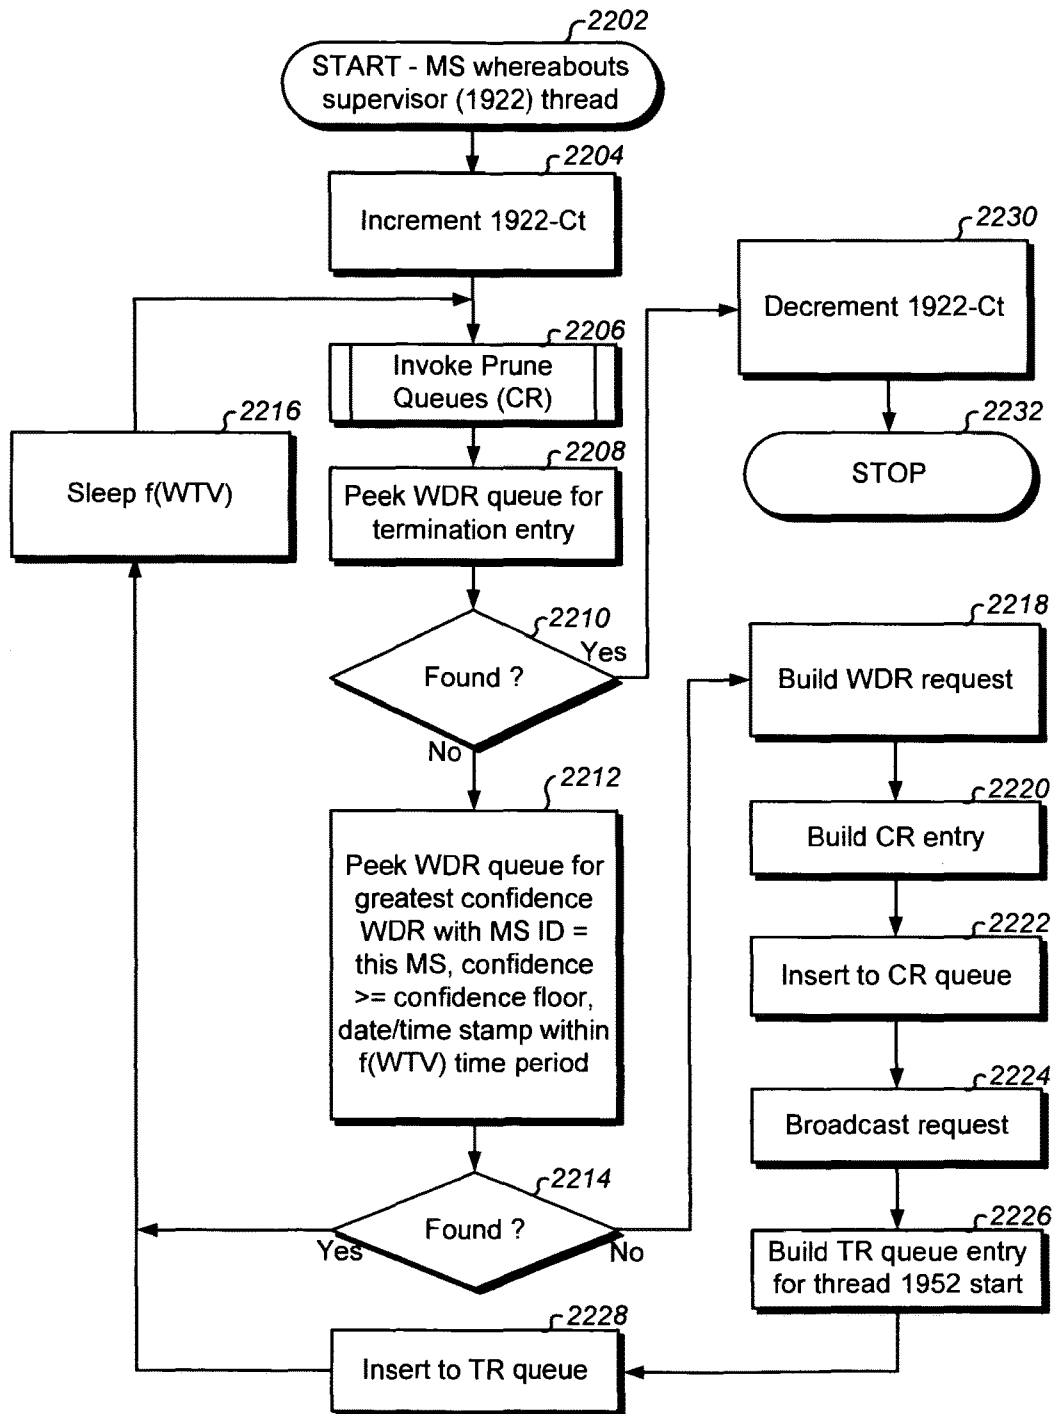 2202
START - MS whereabouts
supervisor (1922) thread
2204
Increment 1922-Ct
2206
Invoke Prune
Queues (CR)
2208
Peek WDR queue for
termination entry
2210
Found ?
Yes
No
2212
Peek WDR queue for
greatest confidence
WDR with MS ID =
this MS, confidence
>= confidence floor,
date/time stamp within
f(WTV) time period
2214
Found ?
Yes
No
2216
Sleep f(WTV)
2218
Build WDR request
2220
Build CR entry
2222
Insert to CR queue
2224
Broadcast request
2226
Build TR queue entry
for thread 1952 start
2228
Insert to TR queue
2230
Decrement 1922-Ct
2232
STOP